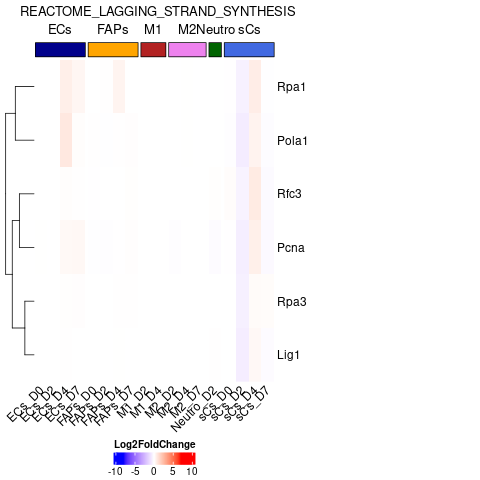 REACTOME_LAGGING_STRAND_SYNTHESIS
ECs FAPs M1 M2 Neutro sCs
Rpa1
Pola1
Rfc3
Pcna
Rpa3
Lig1
ECs_D0 ECs_D2 ECs_D4 ECs_D7 FAPs_D0 FAPs_D2 FAPs_D4 FAPs_D7 M1_D2 M1_D4 M2_D2 M2_D4 M2_D7 Neutro_D2 sCs_D0 sCs_D2 sCs_D4 sCs_D7
Log2FoldChange
-10 -5 0 5 10